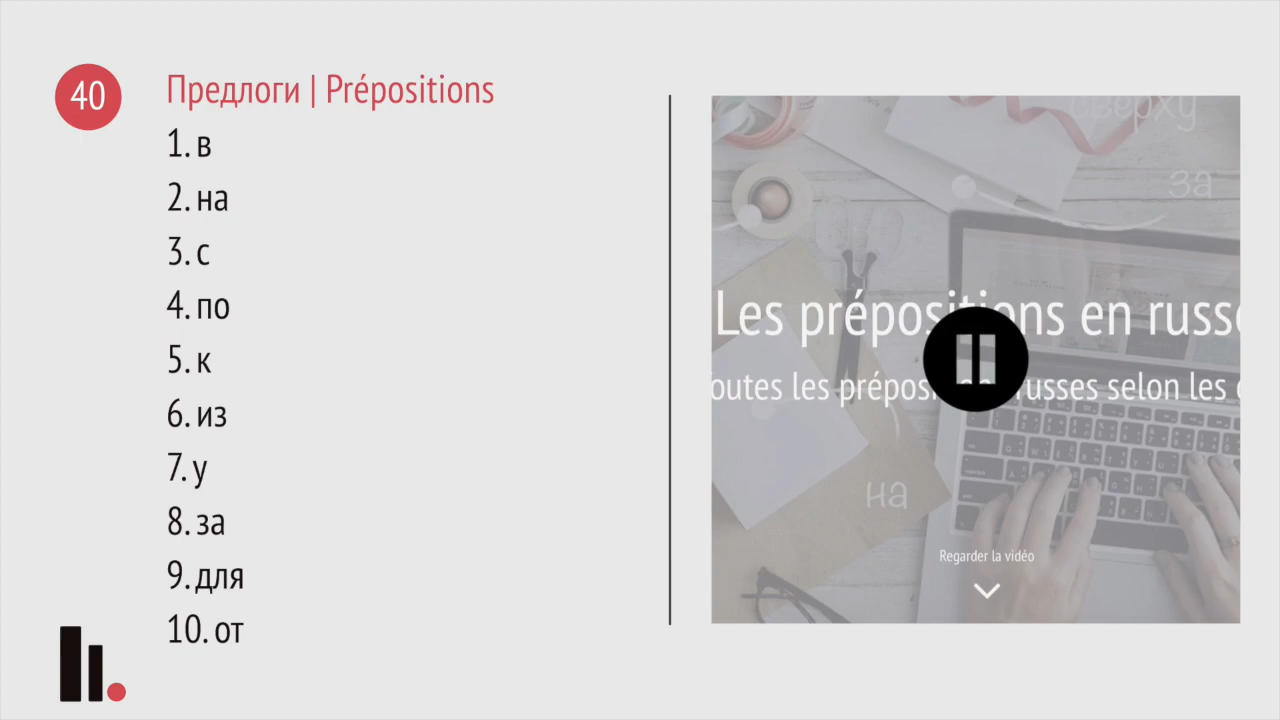 40
Предлоги | Prépositions
1. в
2. на
3. с
4. по
5. к
6. из
7. у
8. за
9. для
10. от
сверху
за
Les prépositions en russe
outes les préposi russes selon les
на
Regarder la vidéo